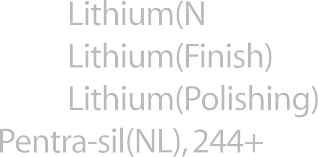 Lithium(N
Lithium(Finish)
Lithium(Polishing)
Pentra-sil(NL), 244+